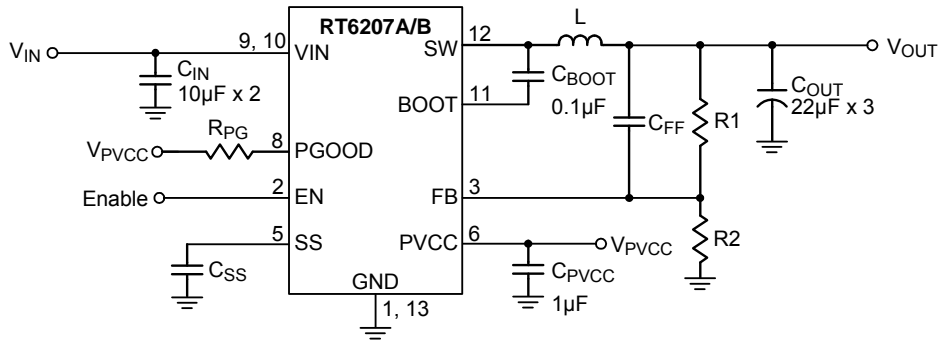 RT6207A/B
VIN
9, 10
VIN
CIN
10µF x 2
SW
12
L
VOUT
CBOOT
0.1µF
BOOT
11
CFF
R1
COUT
22µF x 3
VPVCC
RPG
8
PGOOD
Enable
2
EN
FB
3
5
SS
CSS
PVCC
6
VPVCC
R2
CPVCC
1µF
GND
1, 13